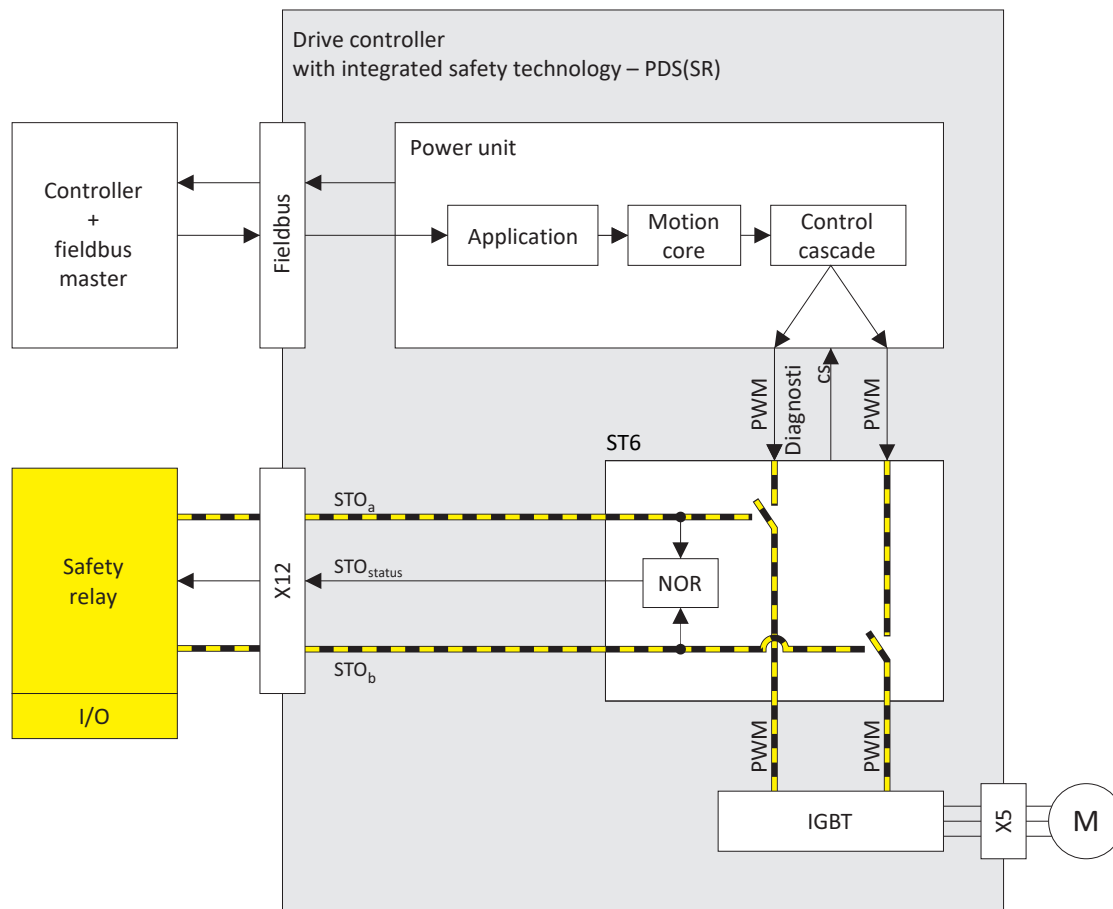 Drive controller
with integrated safety technology – PDS(SR)
Controller
+
fieldbus
master
Fieldbus
Power unit
Application
Motion
core
Control
cascade
PWM
Diagnosti
cs
PWM
ST6
Safety
relay
I/O
X12
STOa
STOstatus
STOb
NOR
PWM
PWM
IGBT
X5
M